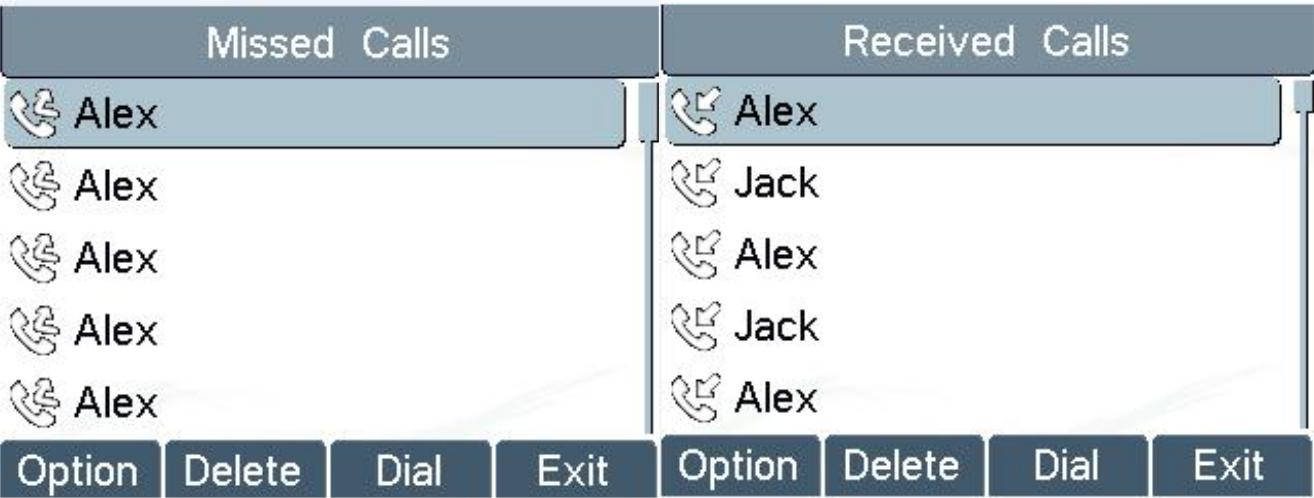 Missed Calls
Alex
Alex
Alex
Alex
Alex
Option Delete Dial Exit
Received Calls
Alex
Jack
Alex
Jack
Alex
Option Delete Dial Exit